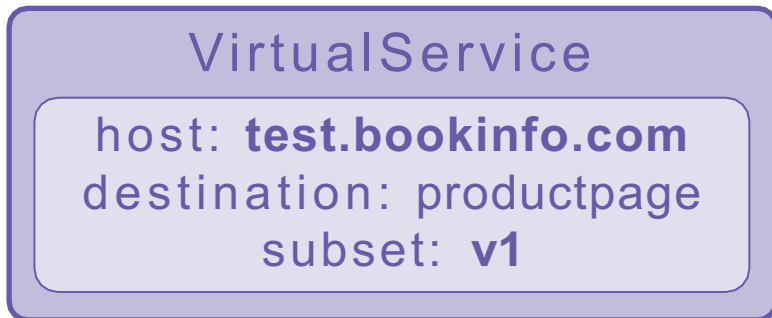 VirtualService
host: test.bookinfo.com
destination: productpage
subset: v1